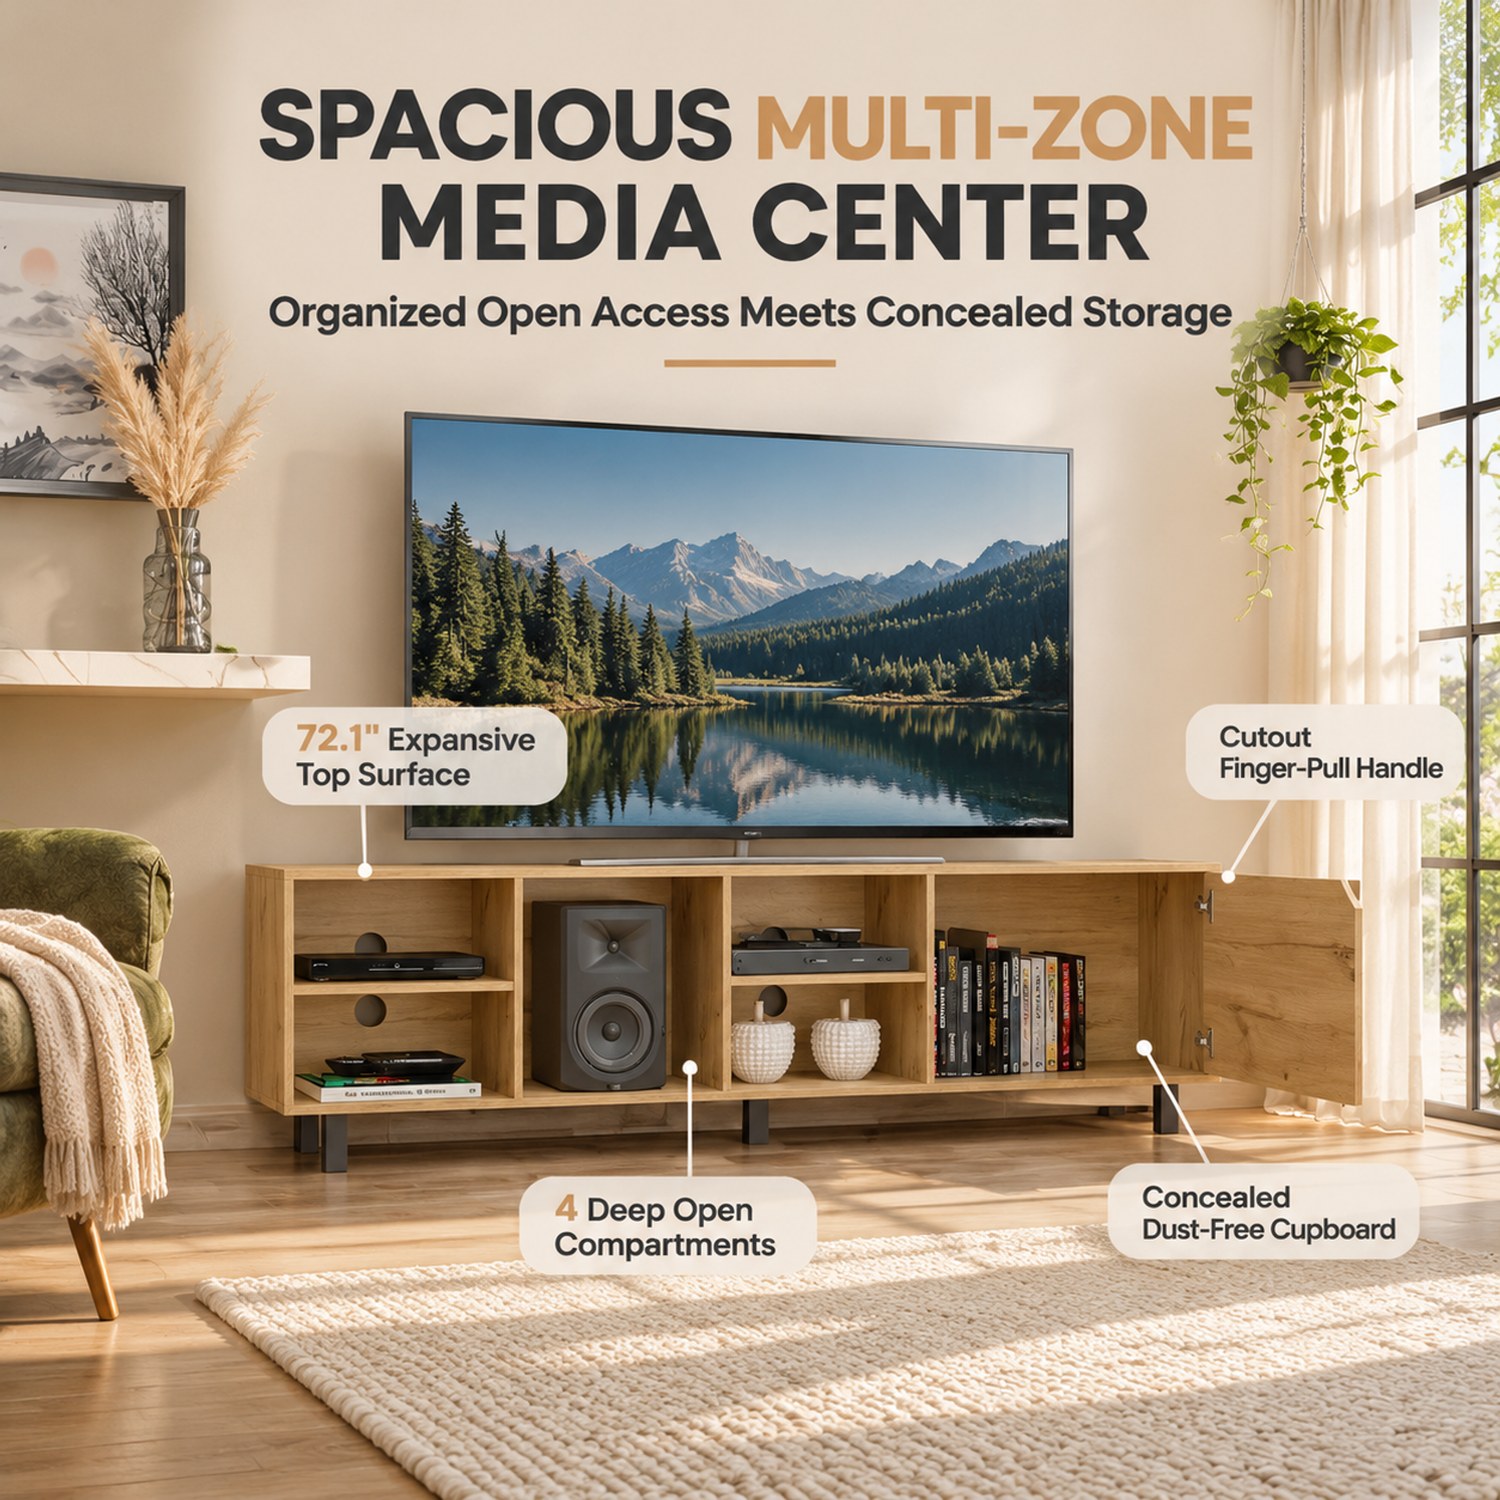 SPACIOUS MULTI-ZONE
MEDIA CENTER
Organized Open Access Meets Concealed Storage
72.1" Expansive
Top Surface
Cutout
Finger-Pull Handle
4 Deep Open
Compartments
Concealed
Dust-Free Cupboard